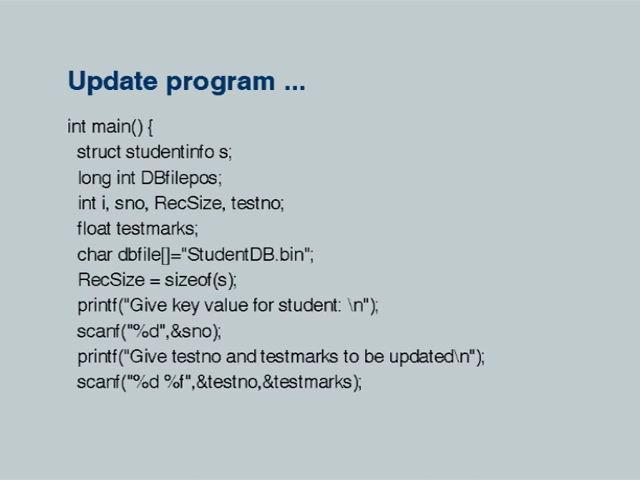 Update program ...
int main() {
struct studentinfo s;
long int DBfilepos;
int i, sno, RecSize, testno;
float testmarks;
char dbfile[]="StudentDB.bin";
RecSize = sizeof(s);
printf("Give key value for student: \n");
scanf("%d",&sno);
printf("Give testno and testmarks to be updated\n");
scanf("%d %f",&testno,&testmarks);